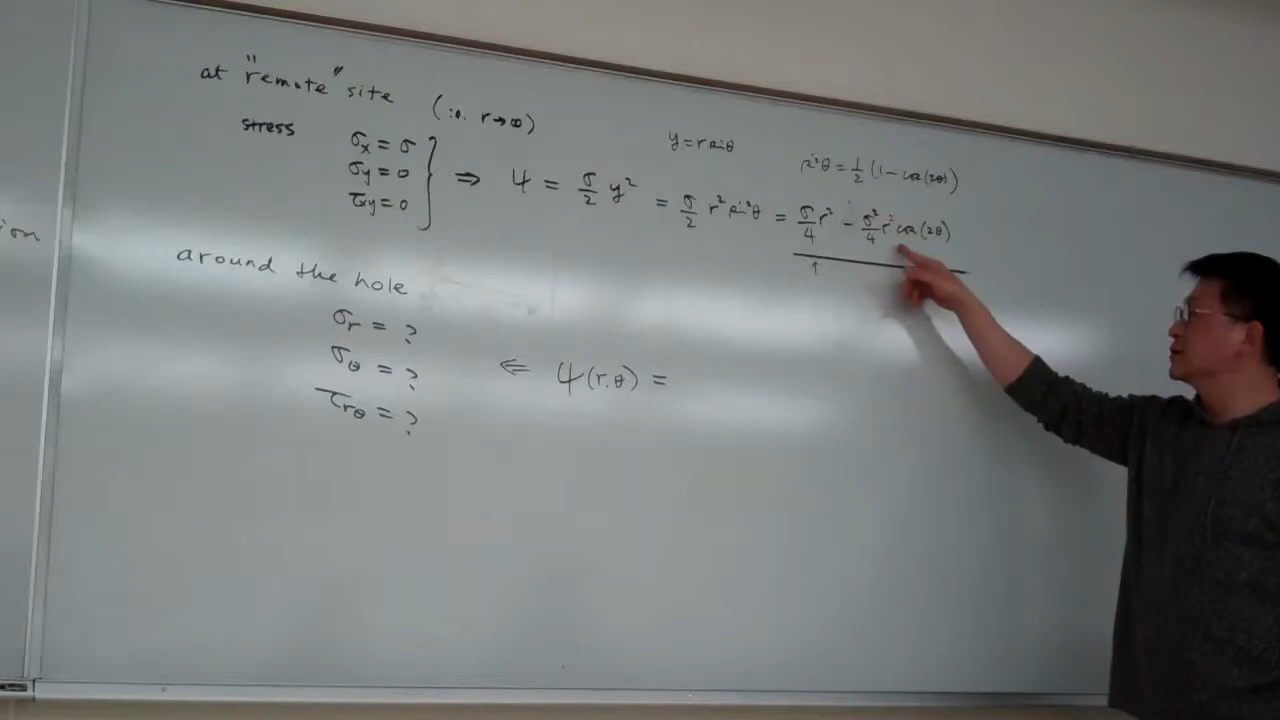 at "remote" site (i.e. r→∞)
stress
σx = σ
σy = 0
τxy = 0
⇒ Ψ = σ/2 y² = σ/2 r² sin²θ = σ/4 r² − σ²/4 r² cos(2θ)
y = r sinθ
sin²θ = 1/2 (1 − cos(2θ))
↑
around the hole
σr = ?
σθ = ?
τrθ = ?
⇐ Ψ(r,θ) =